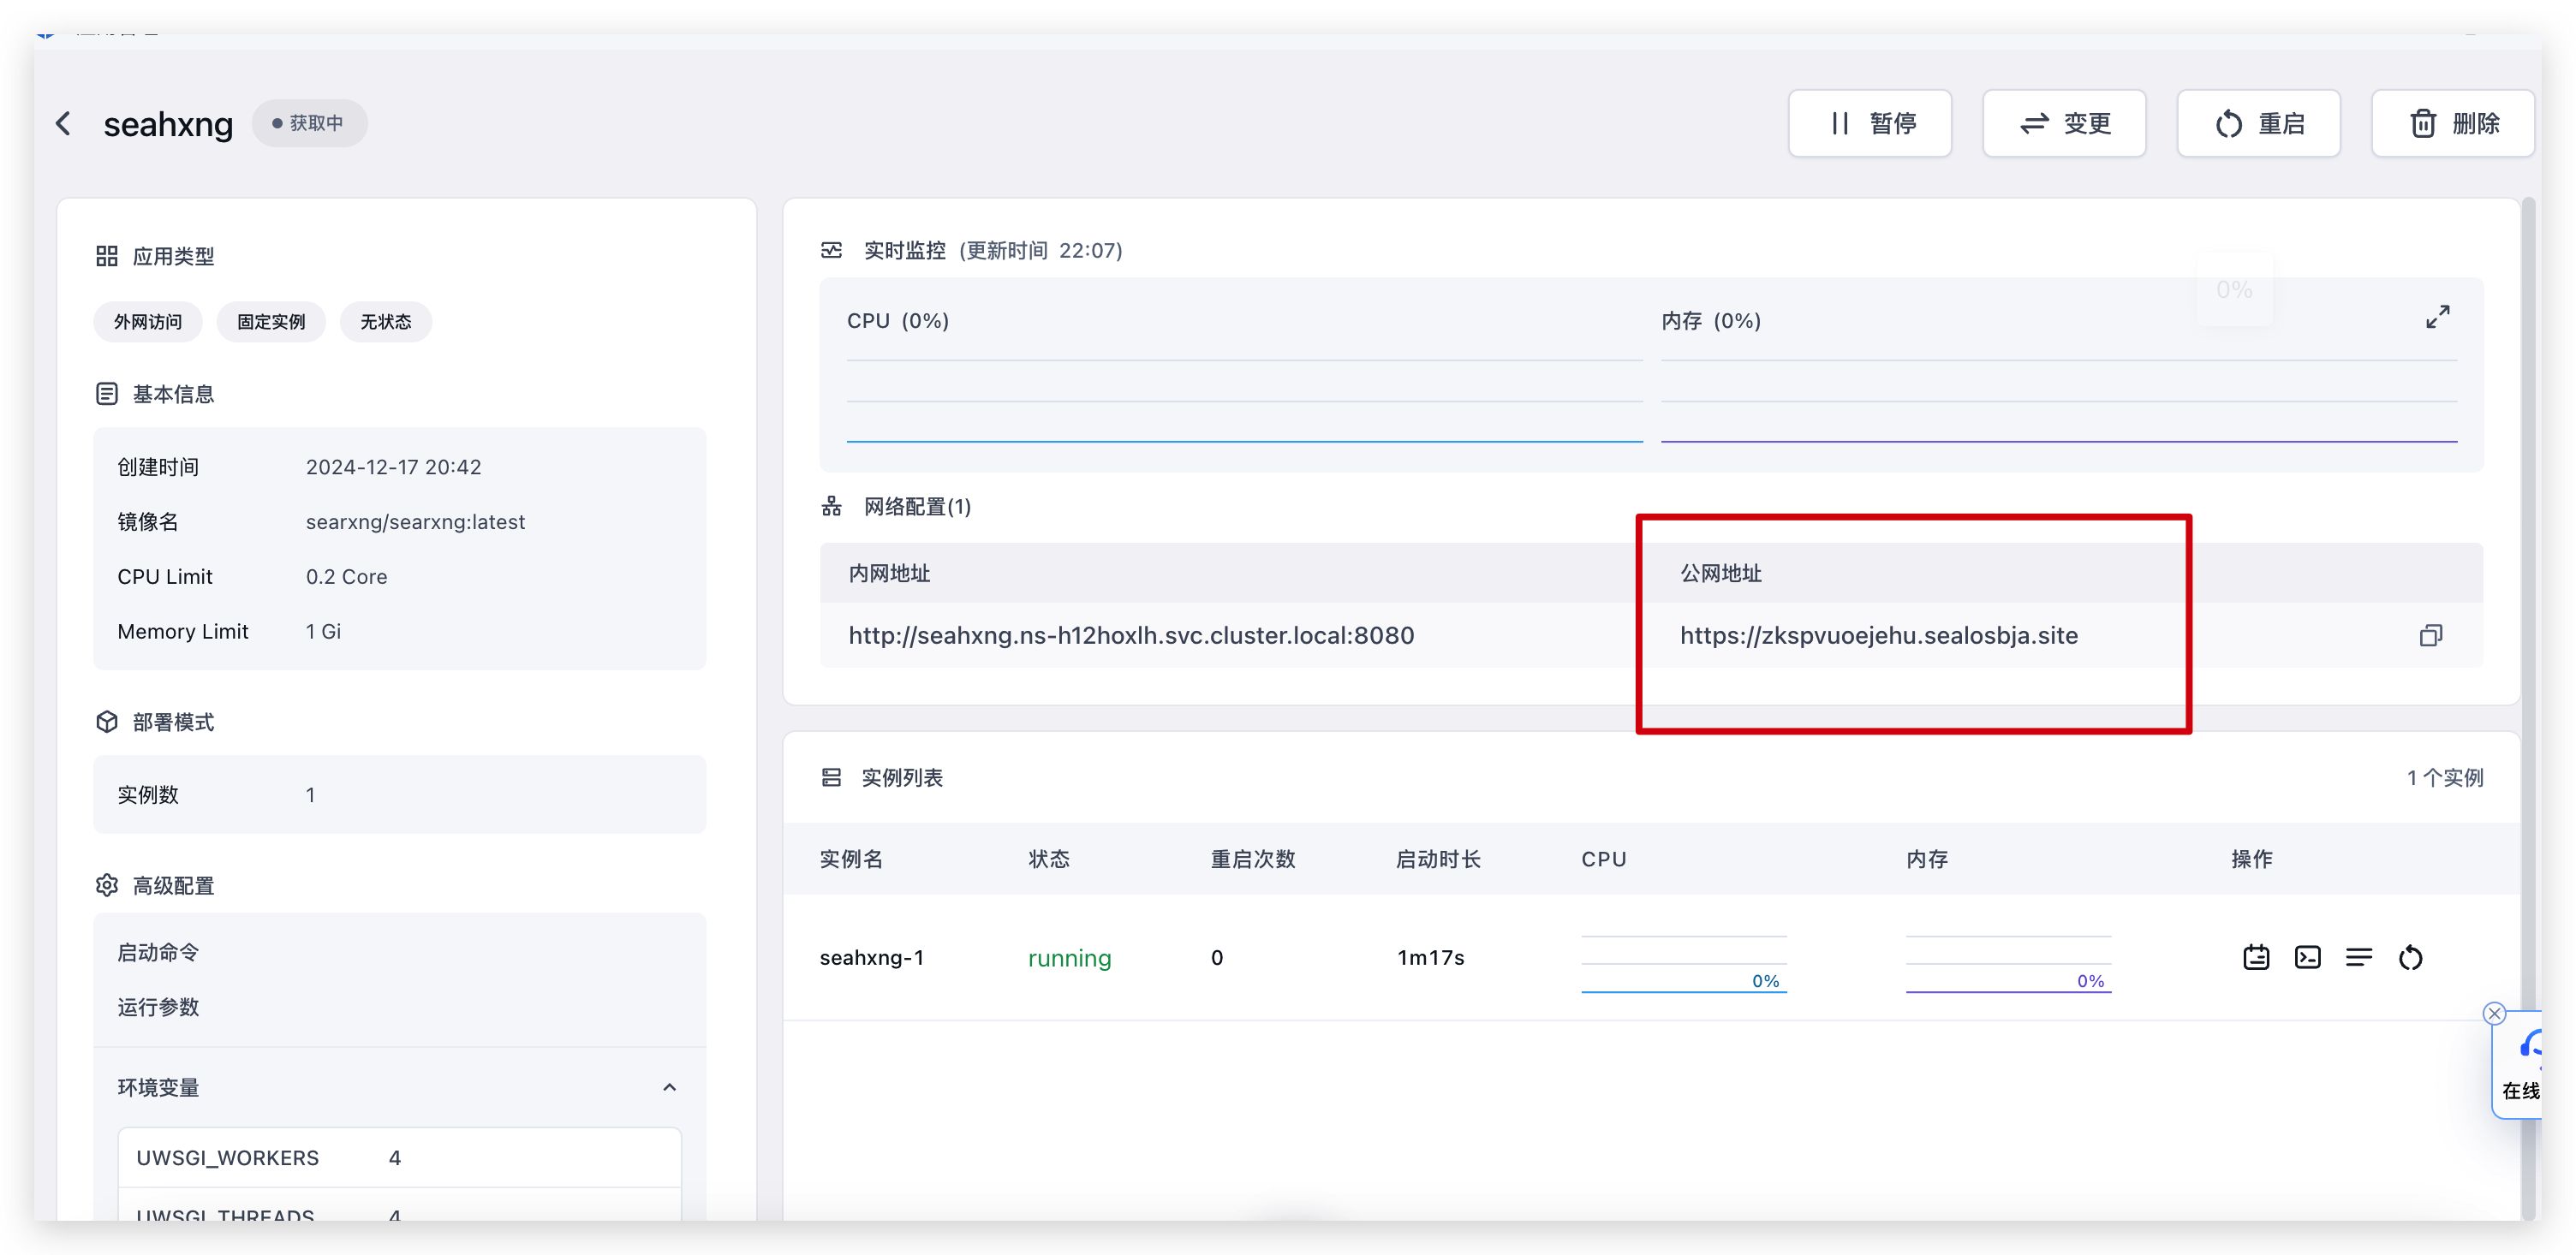 seahxng
获取中
暂停
变更
重启
删除
应用类型
外网访问
固定实例
无状态
基本信息
创建时间 2024-12-17 20:42
镜像名 searxng/searxng:latest
CPU Limit 0.2 Core
Memory Limit 1 Gi
部署模式
实例数 1
高级配置
启动命令
运行参数
环境变量
UWSGI_WORKERS 4
UWSGI_THREADS 4
实时监控 (更新时间 22:07)
0%
CPU (0%)
内存 (0%)
网络配置(1)
内网地址 公网地址
http://seahxng.ns-h12hoxlh.svc.cluster.local:8080 https://zkspvuoejehu.sealosbja.site
实例列表 1 个实例
实例名 状态 重启次数 启动时长 CPU 内存 操作
seahxng-1 running 0 1m17s 0% 0%
在线